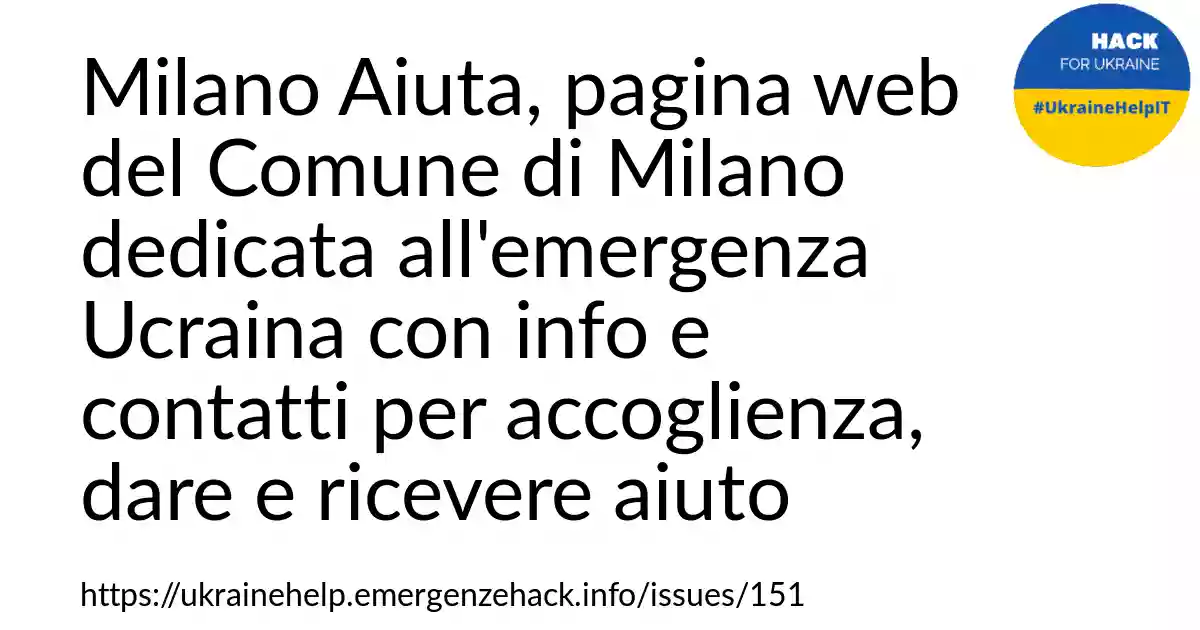 Milano Aiuta, pagina web
del Comune di Milano
dedicata all'emergenza
Ucraina con info e
contatti per accoglienza,
dare e ricevere aiuto
https://ukrainehelp.emergenzehack.info/issues/151
HACK
FOR UKRAINE
#UkraineHelpIT